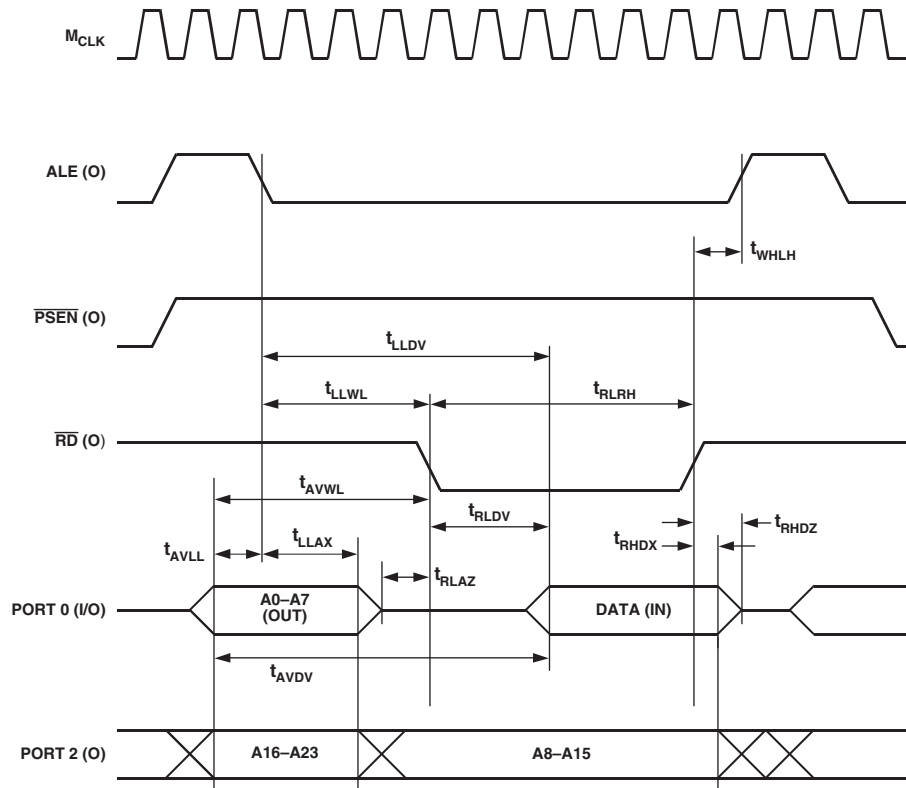 MCLK
ALE (O)
tWHLH
PSEN (O)
tLLDV
tLLWL
tRLRH
RD (O)
tAVWL
tRLDV
tRHDZ
tAVLL
tLLAX
tRHDX
tRLAZ
PORT 0 (I/O)
A0–A7
(OUT)
DATA (IN)
tAVDV
PORT 2 (O)
A16–A23
A8–A15